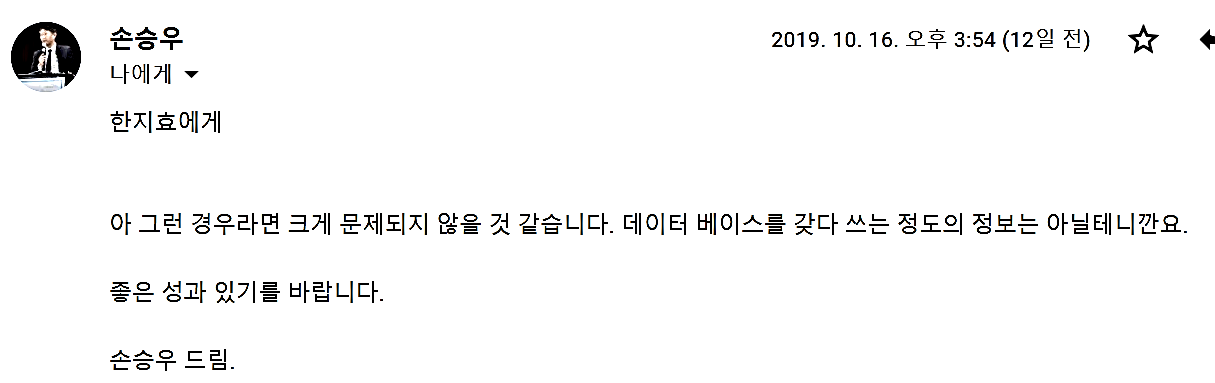 손승우
2019. 10. 16. 오후 3:54 (12일 전)
나에게
한지효에게
아 그런 경우라면 크게 문제되지 않을 것 같습니다. 데이터 베이스를 갖다 쓰는 정도의 정보는 아닐테니깐요.
좋은 성과 있기를 바랍니다.
손승우 드림.